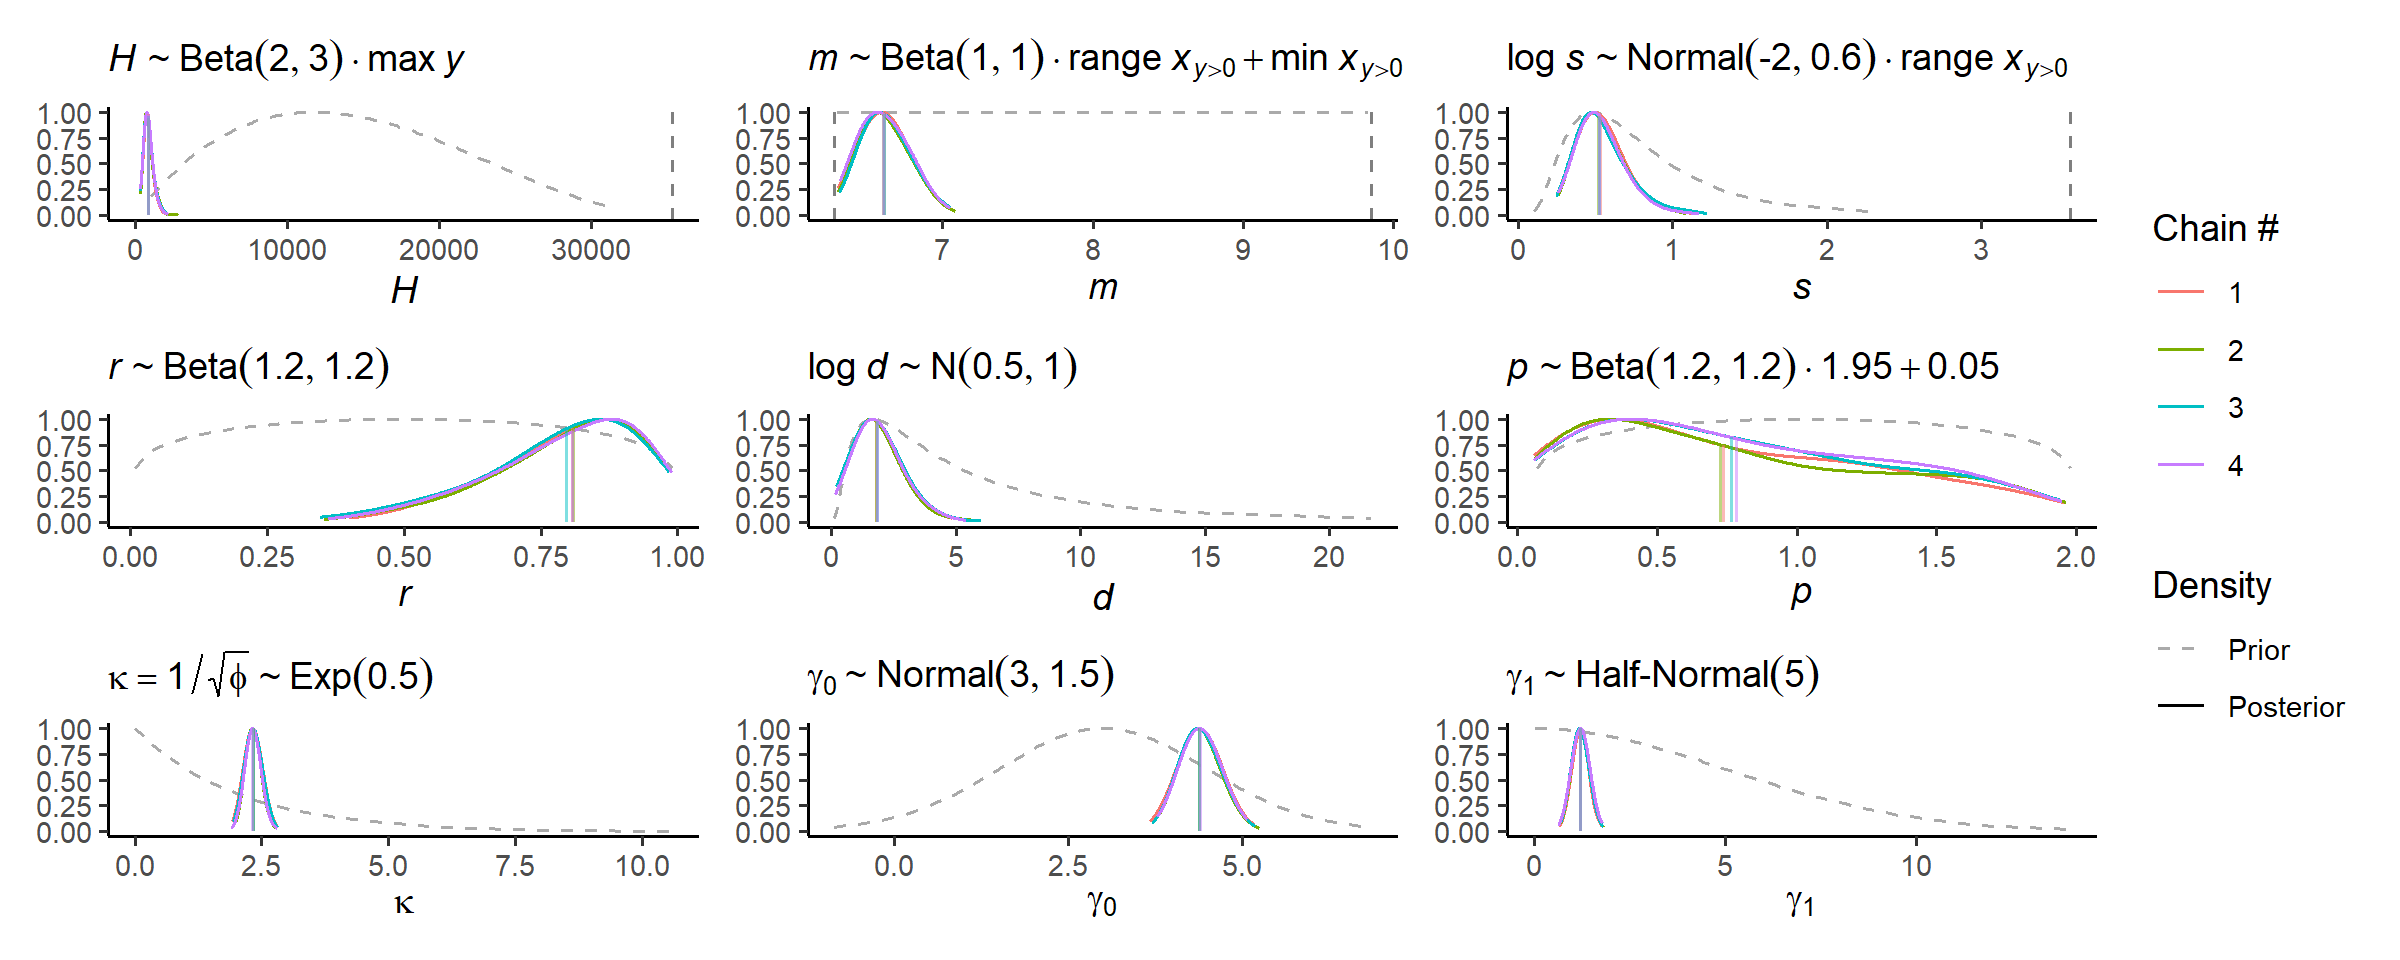 H ~ Beta(2, 3) · max y
1.00
0.75
0.50
0.25
0.00
0 10000 20000 30000
H
m ~ Beta(1, 1) · range x_{y>0} + min x_{y>0}
1.00
0.75
0.50
0.25
0.00
7 8 9 10
m
log s ~ Normal(-2, 0.6) · range x_{y>0}
1.00
0.75
0.50
0.25
0.00
0 1 2 3
s
r ~ Beta(1.2, 1.2)
1.00
0.75
0.50
0.25
0.00
0.00 0.25 0.50 0.75 1.00
r
log d ~ N(0.5, 1)
1.00
0.75
0.50
0.25
0.00
0 5 10 15 20
d
p ~ Beta(1.2, 1.2) · 1.95 + 0.05
1.00
0.75
0.50
0.25
0.00
0.0 0.5 1.0 1.5 2.0
p
κ = 1/√ϕ ~ Exp(0.5)
1.00
0.75
0.50
0.25
0.00
0.0 2.5 5.0 7.5 10.0
κ
γ₀ ~ Normal(3, 1.5)
1.00
0.75
0.50
0.25
0.00
0.0 2.5 5.0
γ₀
γ₁ ~ Half-Normal(5)
1.00
0.75
0.50
0.25
0.00
0 5 10
γ₁
Chain #
1
2
3
4
Density
Prior
Posterior